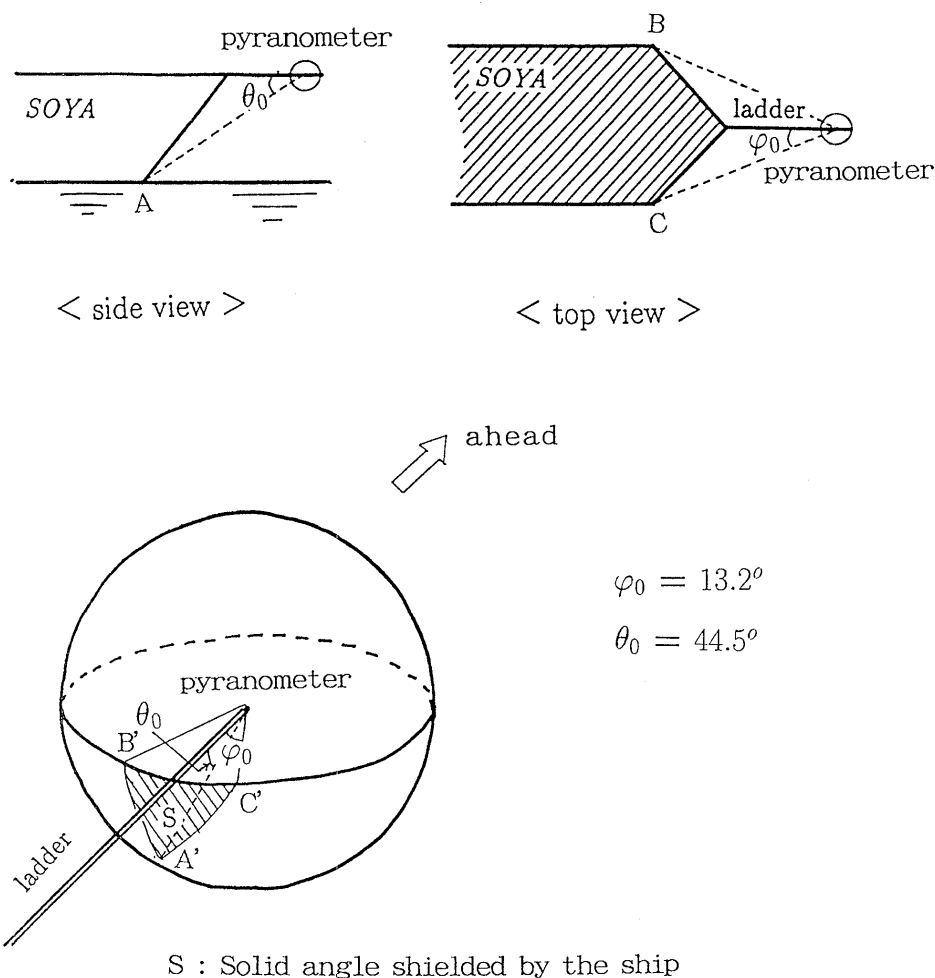 pyranometer
θ₀
SOYA
A
< side view >
B
SOYA
ladder
φ₀
pyranometer
C
< top view >
ahead
φ₀ = 13.2°
θ₀ = 44.5°
pyranometer
θ₀
B'
φ₀
C'
S
A'
ladder
S : Solid angle shielded by the ship